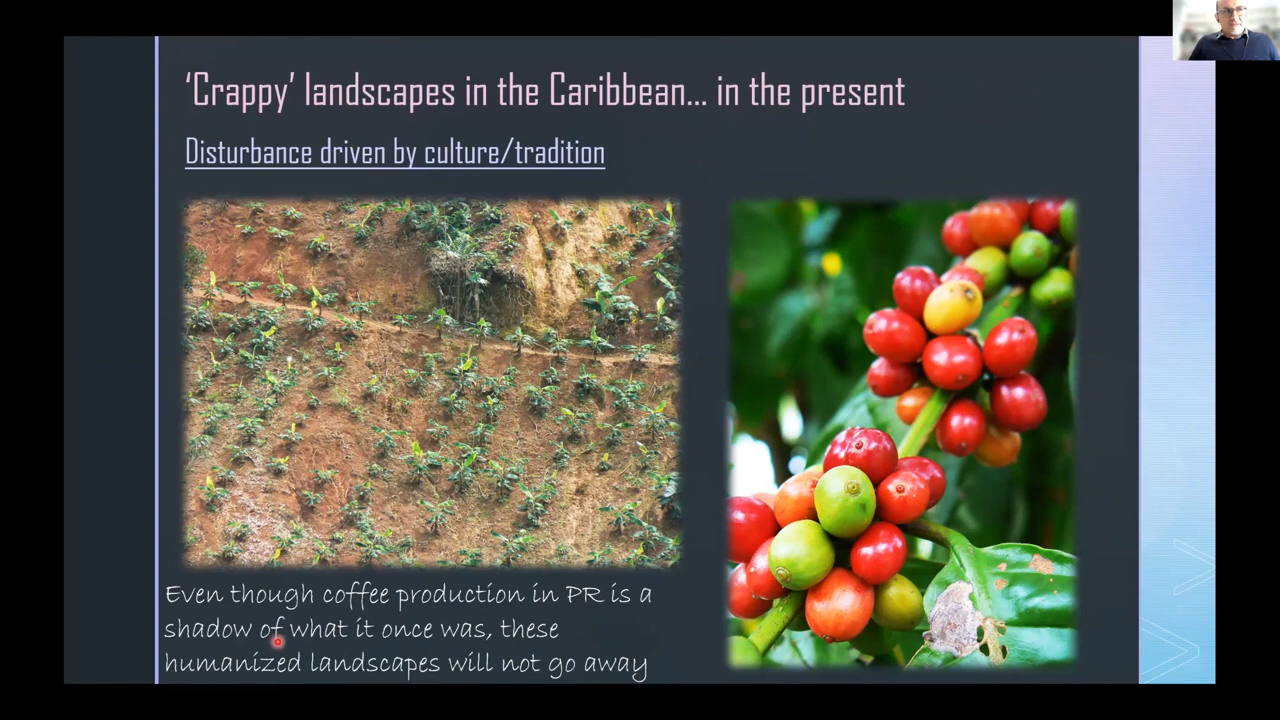 ‘Crappy’ landscapes in the Caribbean... in the present
Disturbance driven by culture/tradition
Even though coffee production in PR is a
shadow of what it once was, these
humanized landscapes will not go away